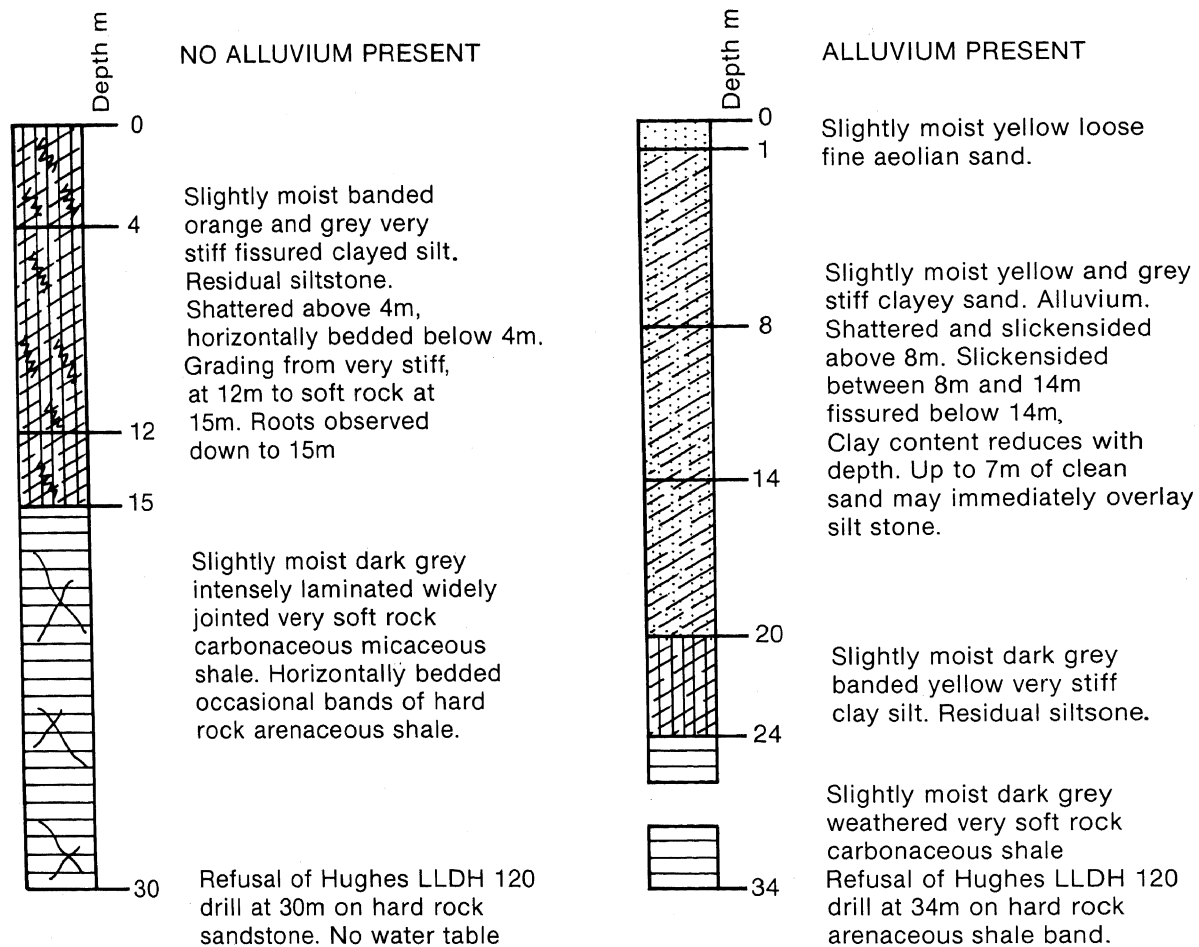 Depth m
NO ALLUVIUM PRESENT
0
Slightly moist banded
orange and grey very
4
stiff fissured clayed silt.
Residual siltstone.
Shattered above 4m,
horizontally bedded below 4m.
Grading from very stiff,
at 12m to soft rock at
15m. Roots observed
12
down to 15m
15
Slightly moist dark grey
intensely laminated widely
jointed very soft rock
carbonaceous micaceous
shale. Horizontally bedded
occasional bands of hard
rock arenaceous shale.
30
Refusal of Hughes LLDH 120
drill at 30m on hard rock
sandstone. No water table
Depth m
ALLUVIUM PRESENT
0
Slightly moist yellow loose
1
fine aeolian sand.
Slightly moist yellow and grey
stiff clayey sand. Alluvium.
8
Shattered and slickensided
above 8m. Slickensided
between 8m and 14m
fissured below 14m,
Clay content reduces with
14
depth. Up to 7m of clean
sand may immediately overlay
silt stone.
20
Slightly moist dark grey
banded yellow very stiff
clay silt. Residual siltsone.
24
Slightly moist dark grey
weathered very soft rock
carbonaceous shale
34
Refusal of Hughes LLDH 120
drill at 34m on hard rock
arenaceous shale band.